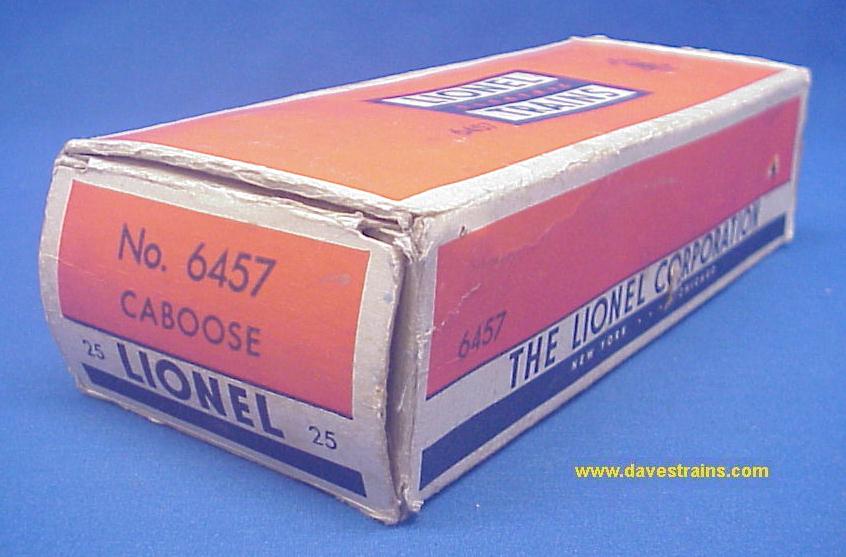 LIONEL
ELECTRIC
TRAINS
6457
No. 6457
CABOOSE
25 LIONEL 25
6457
THE LIONEL CORPORATION
NEW YORK · · · CHICAGO
www.davestrains.com